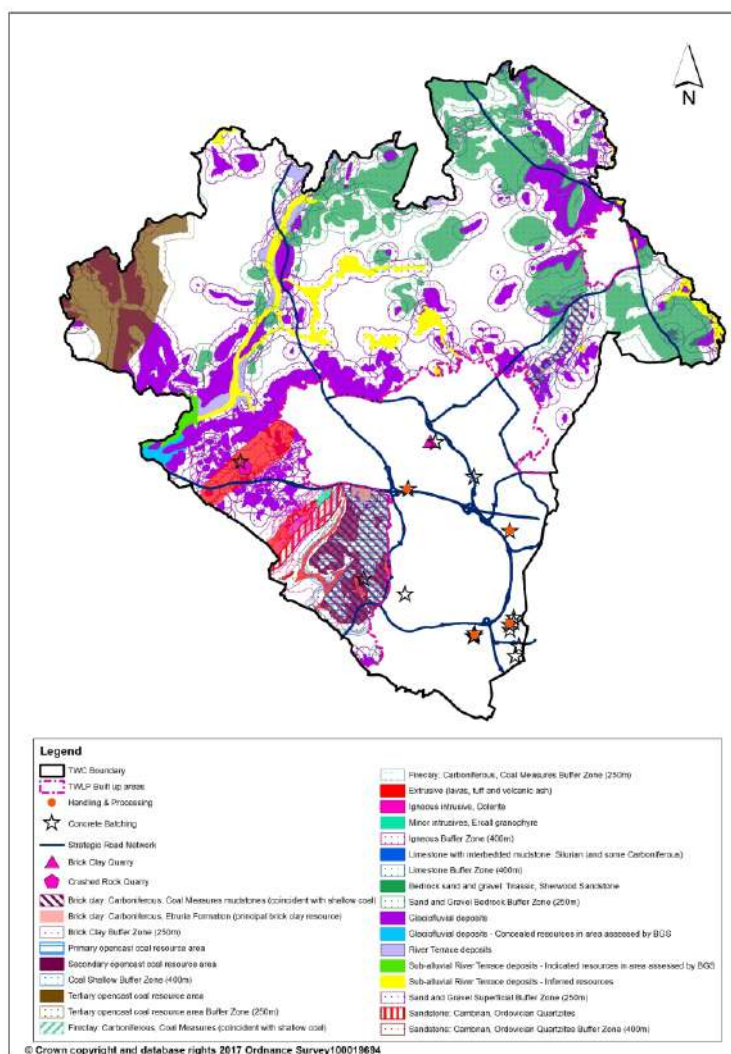 N
Legend
TWC Boundary
TWLP Built up areas
Handling & Processing
Concrete Batching
Strategic Road Network
Brick Clay Quarry
Crushed Rock Quarry
Brick clay: Carboniferous, Coal Measures mudstones (coincident with shallow coal)
Brick clay: Carboniferous, Etruria Formation (principal brick clay resource)
Brick Clay Buffer Zone (250m)
Primary opencast coal resource area
Secondary opencast coal resource area
Coal Shallow Buffer Zone (400m)
Tertiary opencast coal resource area
Tertiary opencast coal resource area Buffer Zone (250m)
Fireclay: Carboniferous, Coal Measures (coincident with shallow coal)
Fireclay: Carboniferous, Coal Measures Buffer Zone (250m)
Extrusive (lavas, tuff and volcanic ash)
Igneous intrusive, Dolerite
Minor intrusives, Ercall granophyre
Igneous Buffer Zone (400m)
Limestone with interbedded mudstone: Silurian (and some Carboniferous)
Limestone Buffer Zone (400m)
Bedrock sand and gravel: Triassic, Sherwood Sandstone
Sand and Gravel Bedrock Buffer Zone (250m)
Glaciofluvial deposits
Glaciofluvial deposits - Concealed resources in area assessed by BGS
River Terrace deposits
Sub-alluvial River Terrace deposits - Indicated resources in area assessed by BGS
Sub-alluvial River Terrace deposits - Inferred resources
Sand and Gravel Superficial Buffer Zone (250m)
Sandstone: Cambrian, Ordovician Quartzites
Sandstone: Cambrian, Ordovician Quartzites Buffer Zone (400m)
© Crown copyright and database rights 2017 Ordnance Survey100019694